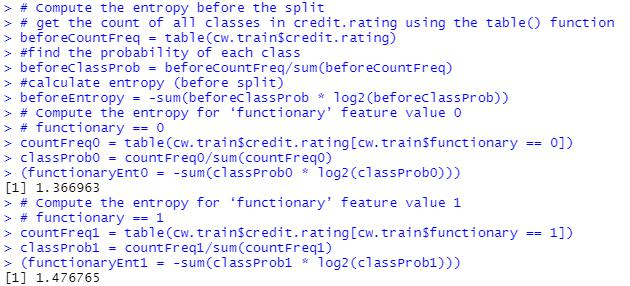 > # Compute the entropy before the split
> # get the count of all classes in credit.rating using the table() function
> beforeCountFreq = table(cw.train$credit.rating)
> #find the probability of each class
> beforeClassProb = beforeCountFreq/sum(beforeCountFreq)
> #calculate entropy (before split)
> beforeEntropy = -sum(beforeClassProb * log2(beforeClassProb))
> # Compute the entropy for ‘functionary’ feature value 0
> # functionary == 0
> countFreq0 = table(cw.train$credit.rating[cw.train$functionary == 0])
> classProb0 = countFreq0/sum(countFreq0)
> (functionaryEnt0 = -sum(classProb0 * log2(classProb0)))
[1] 1.366963
> # Compute the entropy for ‘functionary’ feature value 1
> # functionary == 1
> countFreq1 = table(cw.train$credit.rating[cw.train$functionary == 1])
> classProb1 = countFreq1/sum(countFreq1)
> (functionaryEnt1 = -sum(classProb1 * log2(classProb1)))
[1] 1.476765